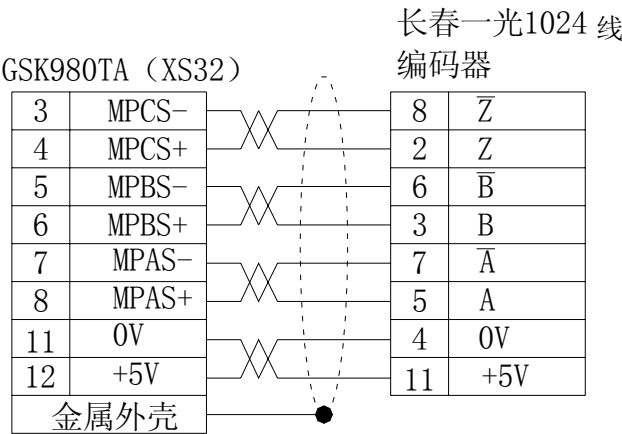 长春一光1024 线
编码器
GSK980TA（XS32）
3 MPCS- 8 Z̅
4 MPCS+ 2 Z
5 MPBS- 6 B̅
6 MPBS+ 3 B
7 MPAS- 7 A̅
8 MPAS+ 5 A
11 0V 4 0V
12 +5V 11 +5V
金属外壳